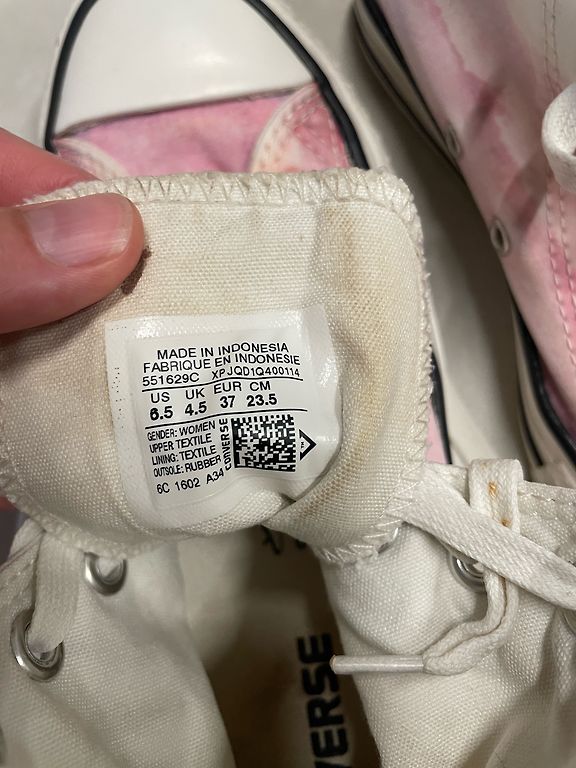 MADE IN INDONESIA
FABRIQUE EN INDONESIE
551629C XPJQD1Q400114
US UK EUR CM
6.5 4.5 37 23.5
GENDER: WOMEN
UPPER TEXTILE
LINING: TEXTILE
OUTSOLE: RUBBER
CONVERSE
6C 1602 A34
VERSE